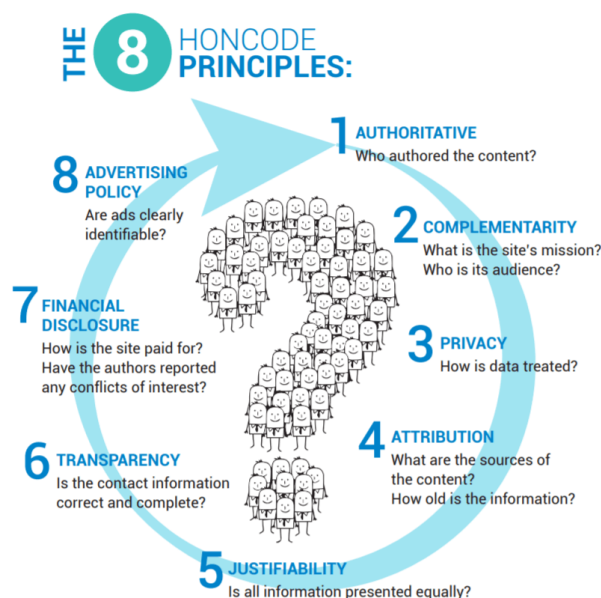 THE 8 HONCODE
PRINCIPLES:
1 AUTHORITATIVE
Who authored the content?
2 COMPLEMENTARITY
What is the site's mission?
Who is its audience?
3 PRIVACY
How is data treated?
4 ATTRIBUTION
What are the sources of
the content?
How old is the information?
5 JUSTIFIABILITY
Is all information presented equally?
6 TRANSPARENCY
Is the contact information
correct and complete?
7 FINANCIAL
DISCLOSURE
How is the site paid for?
Have the authors reported
any conflicts of interest?
8 ADVERTISING
POLICY
Are ads clearly
identifiable?